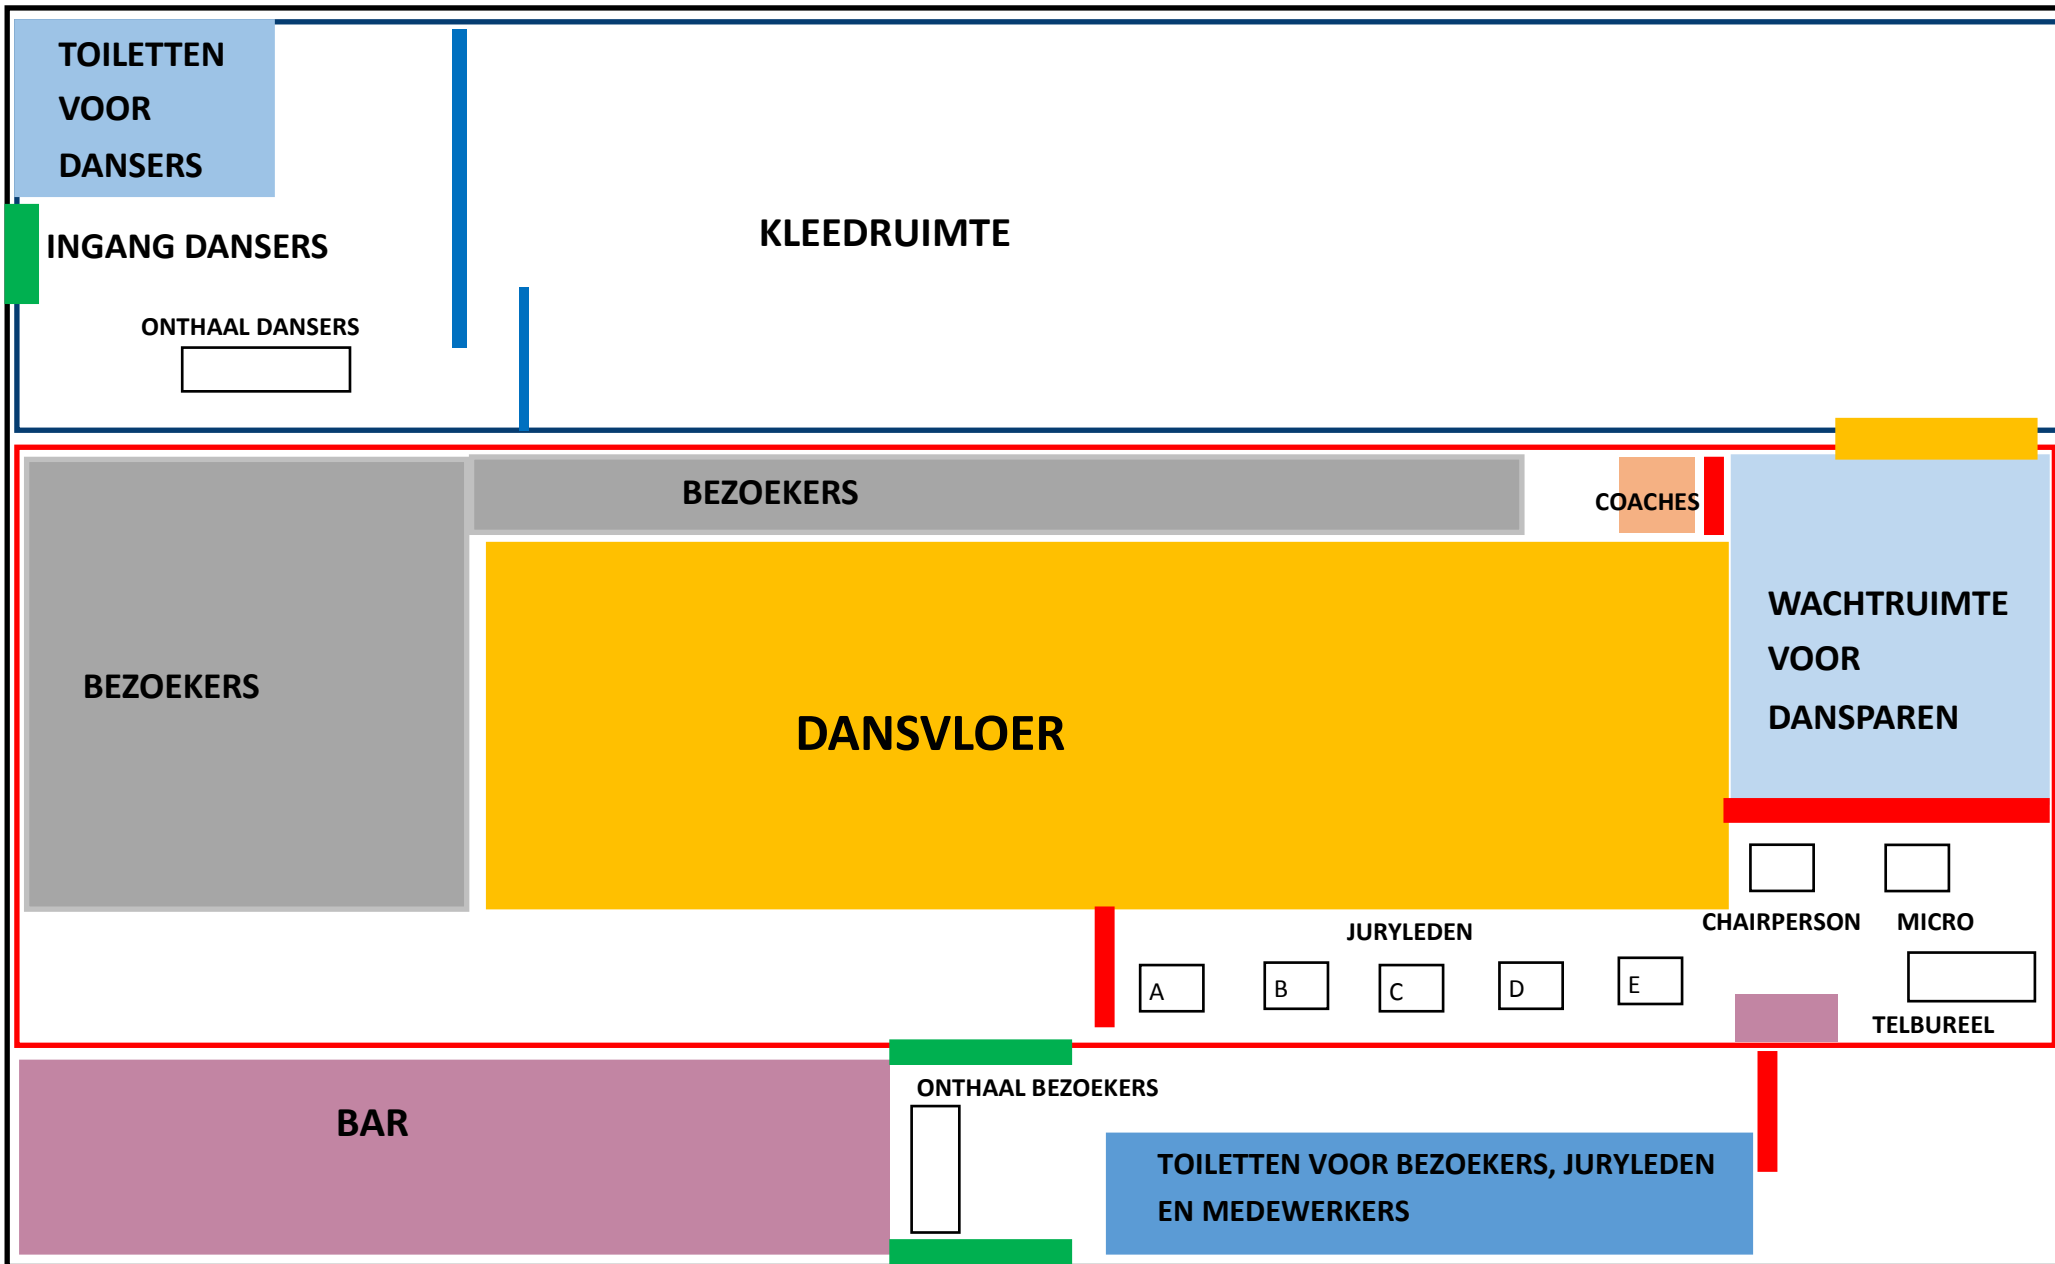 TOILETTEN
VOOR
DANSERS
INGANG DANSERS
KLEEDRUIMTE
ONTHAAL DANSERS
BEZOEKERS
COACHES
BEZOEKERS
DANSVLOER
WACHTRUIMTE
VOOR
DANSPAREN
JURYLEDEN
CHAIRPERSON
MICRO
A
B
C
D
E
TELBUREEL
ONTHAAL BEZOEKERS
BAR
TOILETTEN VOOR BEZOEKERS, JURYLEDEN
EN MEDEWERKERS